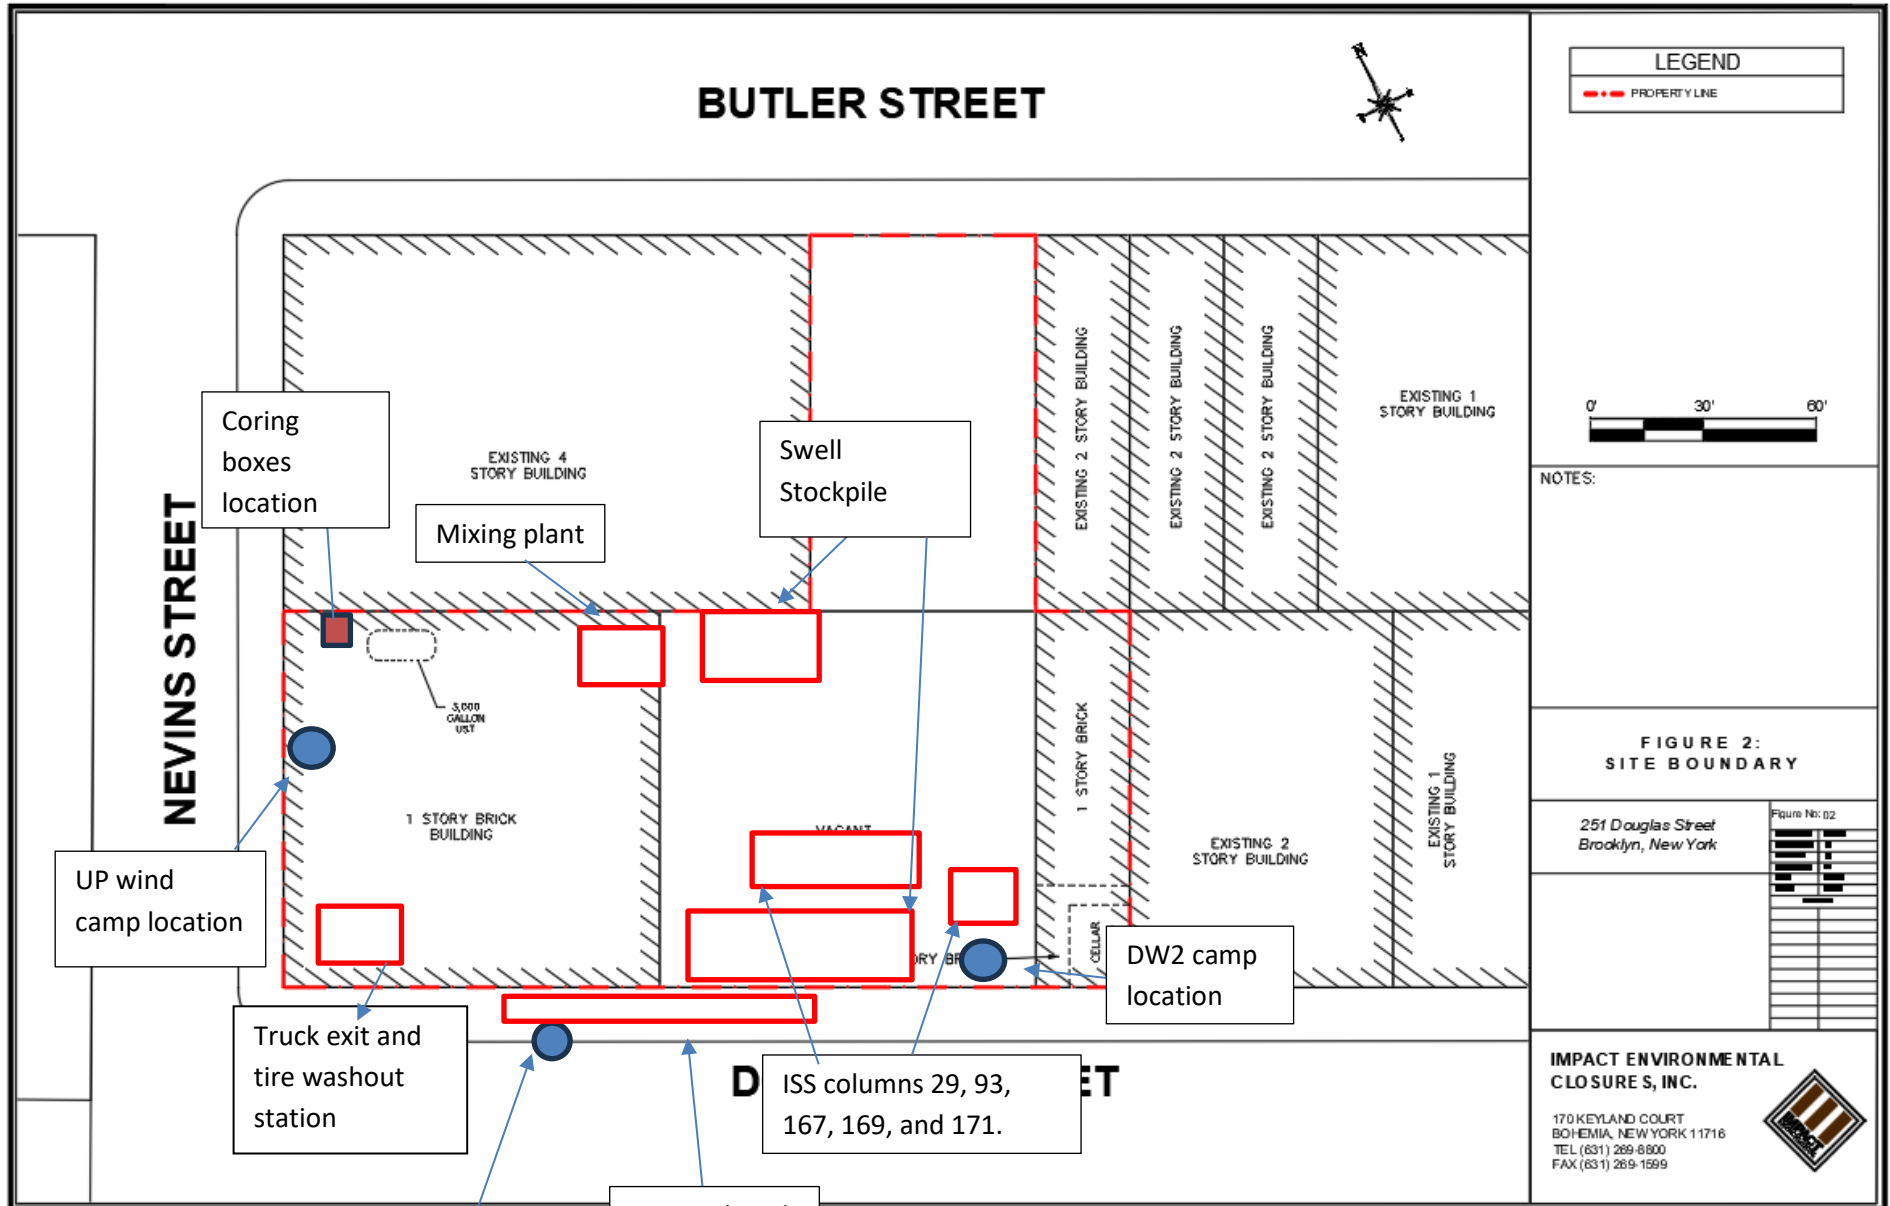 BUTLER STREET
N
LEGEND
PROPERTY LINE
0' 30' 60'
NOTES:
EXISTING 4
STORY BUILDING
EXISTING 2 STORY BUILDING
EXISTING 2 STORY BUILDING
EXISTING 2 STORY BUILDING
EXISTING 1
STORY BUILDING
Coring
boxes
location
Mixing plant
Swell
Stockpile
NEVINS STREET
GALLON
UST
1 STORY BRICK
BUILDING
VACANT
1 STORY BRICK
EXISTING 2
STORY BUILDING
EXISTING 1
STORY BUILDING
UP wind
camp location
CELLAR
DW2 camp
location
Truck exit and
tire washout
station
ISS columns 29, 93,
167, 169, and 171.
FIGURE 2:
SITE BOUNDARY
251 Douglas Street
Brooklyn, New York
Figure No: 02
IMPACT ENVIRONMENTAL
CLOSURES, INC.
170 KEYLAND COURT
BOHEMIA, NEW YORK 11716
TEL (631) 269-8800
FAX (631) 269-1599